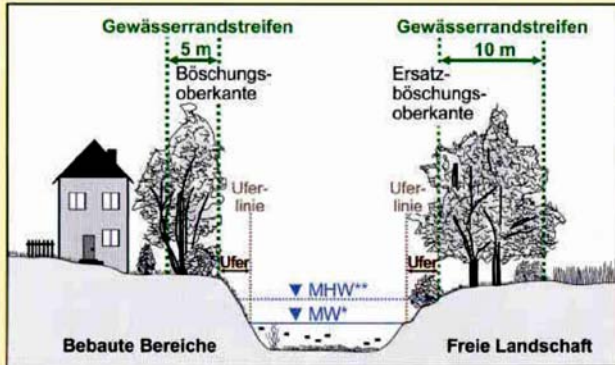 Gewässerrandstreifen
5 m
Böschungs-
oberkante
Gewässerrandstreifen
10 m
Ersatz-
böschungs-
oberkante
Ufer-
linie
Ufer-
linie
Ufer
Ufer
MHW**
MW*
Bebaute Bereiche
Freie Landschaft